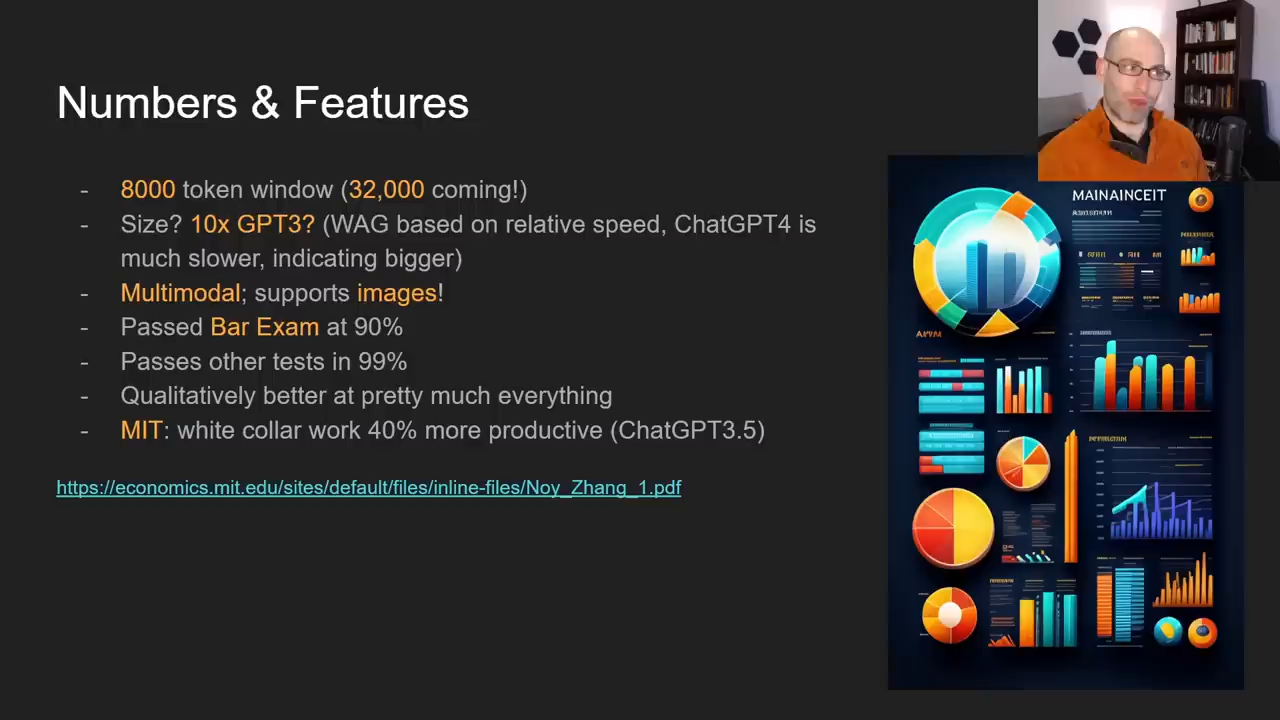 Numbers & Features
- 8000 token window (32,000 coming!)
- Size? 10x GPT3? (WAG based on relative speed, ChatGPT4 is
much slower, indicating bigger)
- Multimodal; supports images!
- Passed Bar Exam at 90%
- Passes other tests in 99%
- Qualitatively better at pretty much everything
- MIT: white collar work 40% more productive (ChatGPT3.5)
https://economics.mit.edu/sites/default/files/inline-files/Noy_Zhang_1.pdf
MAINAINCEIT